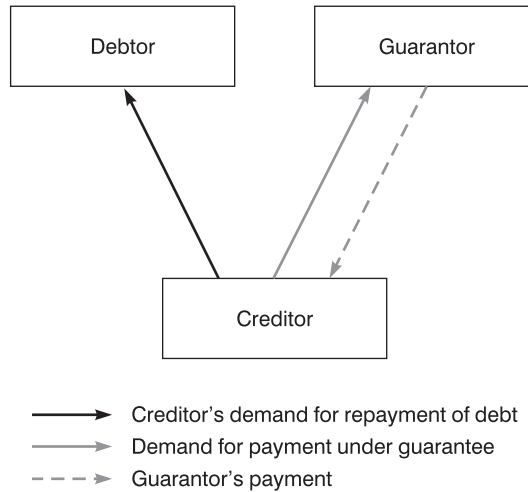 Debtor
Guarantor
Creditor
Creditor's demand for repayment of debt
Demand for payment under guarantee
Guarantor's payment